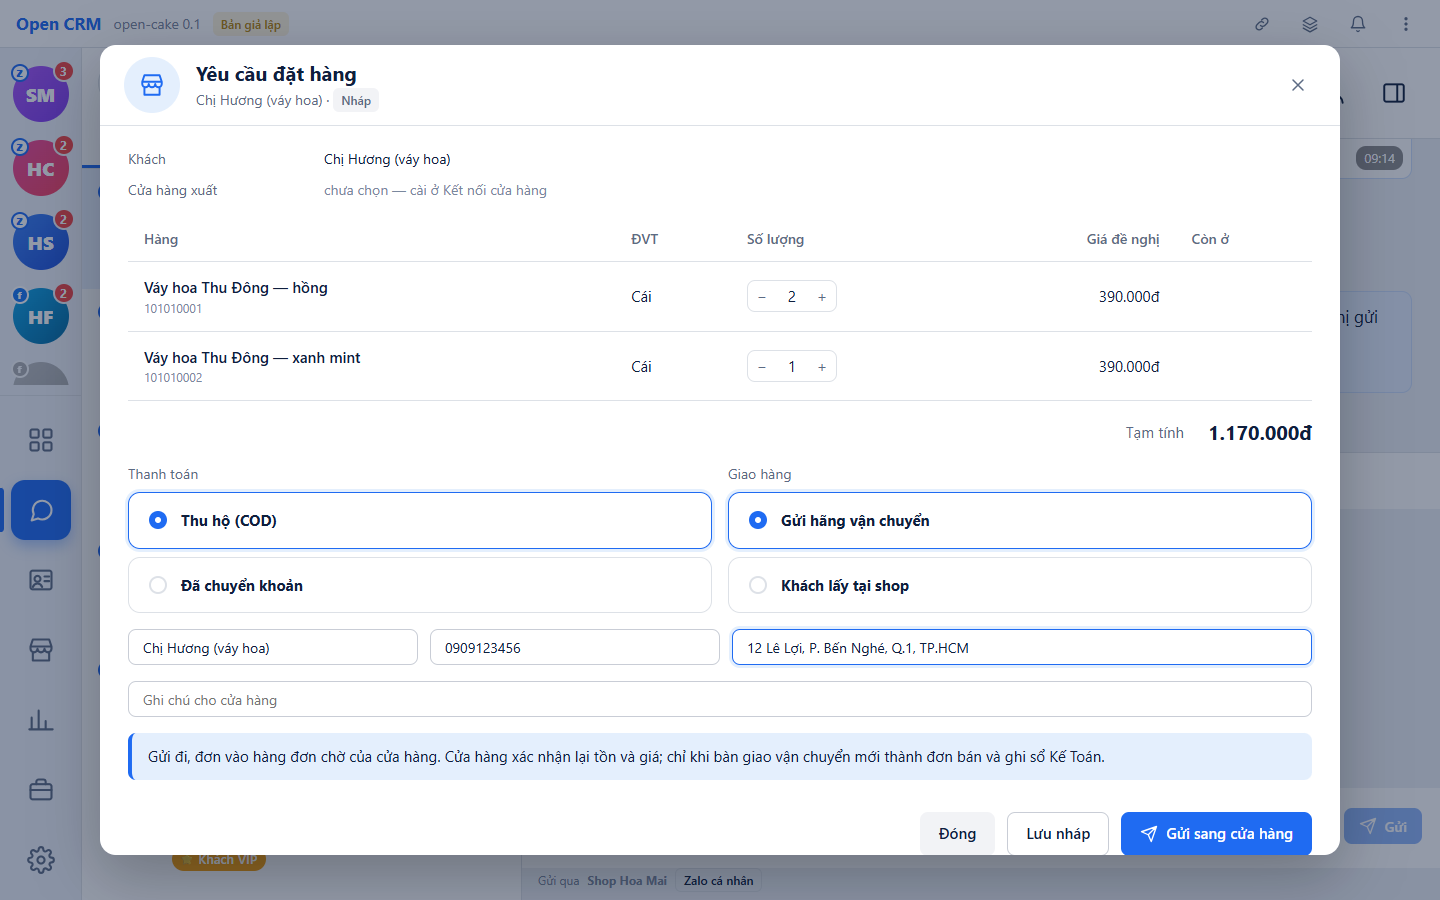 Open CRM open-cake 0.1 Bản giả lập
Yêu cầu đặt hàng
Chị Hương (váy hoa) · Nháp
SM 3
HC 2
HS 2
HF 2
09:14
Khách Chị Hương (váy hoa)
Cửa hàng xuất chưa chọn — cài ở Kết nối cửa hàng
Hàng ĐVT Số lượng Giá đề nghị Còn ở
Váy hoa Thu Đông — hồng
101010001
Cái − 2 + 390.000đ
Váy hoa Thu Đông — xanh mint
101010002
Cái − 1 + 390.000đ
gửi
Tạm tính 1.170.000đ
Thanh toán Giao hàng
Thu hộ (COD) Gửi hãng vận chuyển
Đã chuyển khoản Khách lấy tại shop
Chị Hương (váy hoa) 0909123456 12 Lê Lợi, P. Bến Nghé, Q.1, TP.HCM
Ghi chú cho cửa hàng
Gửi đi, đơn vào hàng đơn chờ của cửa hàng. Cửa hàng xác nhận lại tồn và giá; chỉ khi bàn giao vận chuyển mới thành đơn bán và ghi sổ Kế Toán.
Đóng Lưu nháp Gửi sang cửa hàng
Gửi
Khách VIP
Gửi qua Shop Hoa Mai Zalo cá nhân